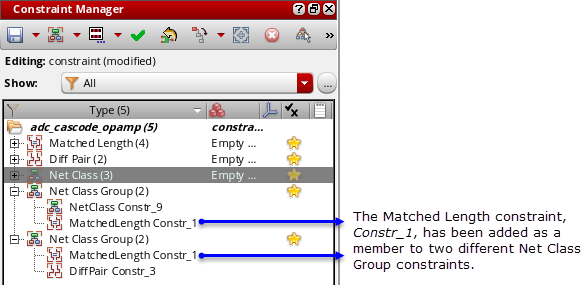 Constraint Manager
Editing: constraint (modified)
Show: All ...
Type (5)
adc_cascode_opamp (5) constra...
Matched Length (4) Empty ...
Diff Pair (2) Empty ...
Net Class (3) Empty ...
Net Class Group (2)
NetClass Constr_9
MatchedLength Constr_1
Net Class Group (2)
MatchedLength Constr_1
DiffPair Constr_3
The Matched Length constraint,
Constr_1, has been added as a
member to two different Net Class
Group constraints.